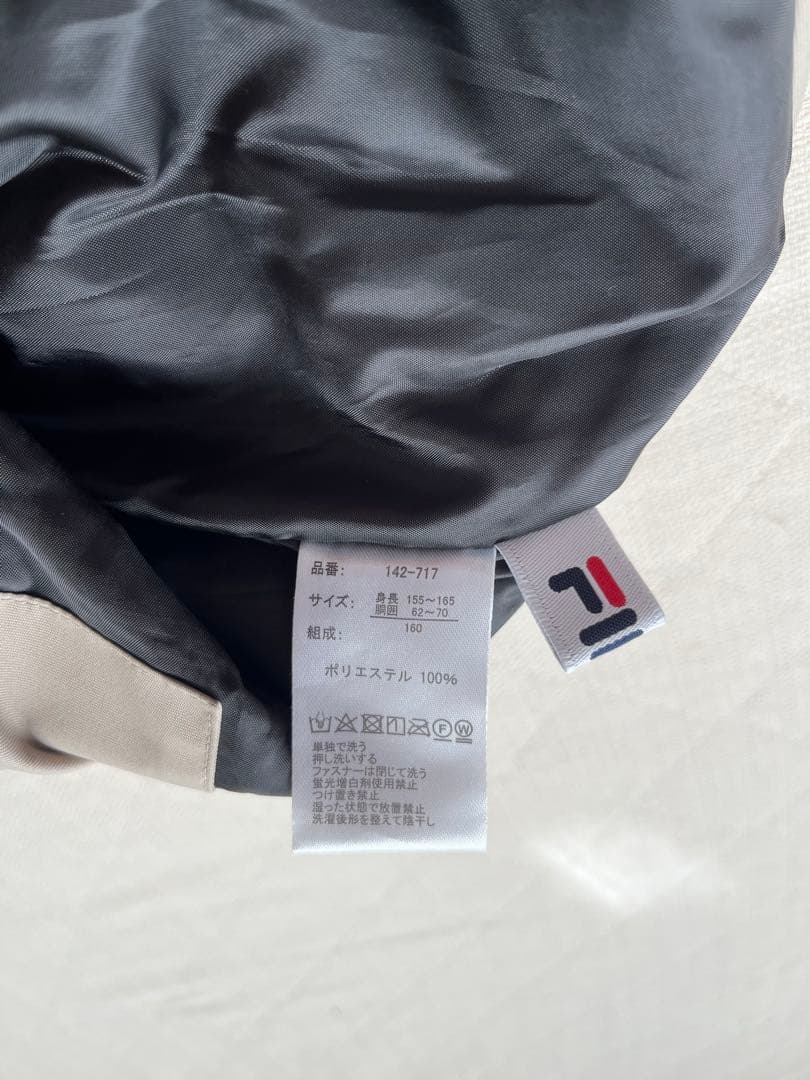 品番: 142-717
サイズ: 身長 155~165
胴囲 62~70
160
組成:
ポリエステル 100%
F W
単独で洗う
押し洗いする
ファスナーは閉じて洗う
蛍光増白剤使用禁止
つけ置き禁止
湿った状態で放置禁止
洗濯後形を整えて陰干し
FI